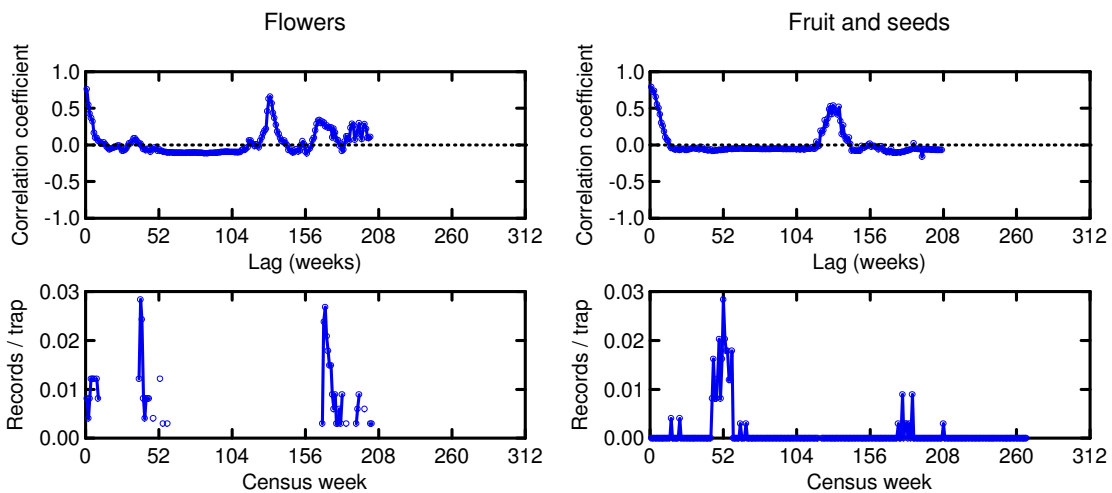 Flowers
Fruit and seeds
Correlation coefficient
1.0
0.5
0.0
-0.5
-1.0
0 52 104 156 208 260 312
Lag (weeks)
Correlation coefficient
1.0
0.5
0.0
-0.5
-1.0
0 52 104 156 208 260 312
Lag (weeks)
Records / trap
0.03
0.02
0.01
0.00
0 52 104 156 208 260 312
Census week
Records / trap
0.03
0.02
0.01
0.00
0 52 104 156 208 260 312
Census week